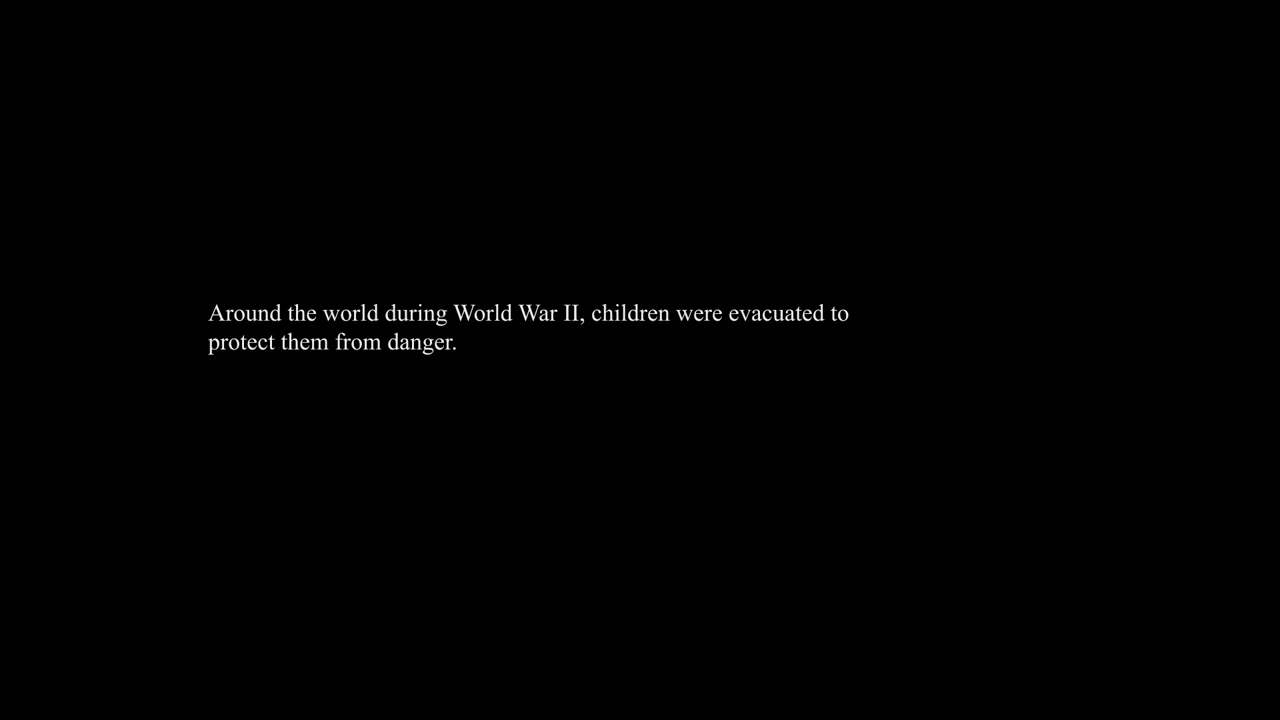 Around the world during World War II, children were evacuated to
protect them from danger.